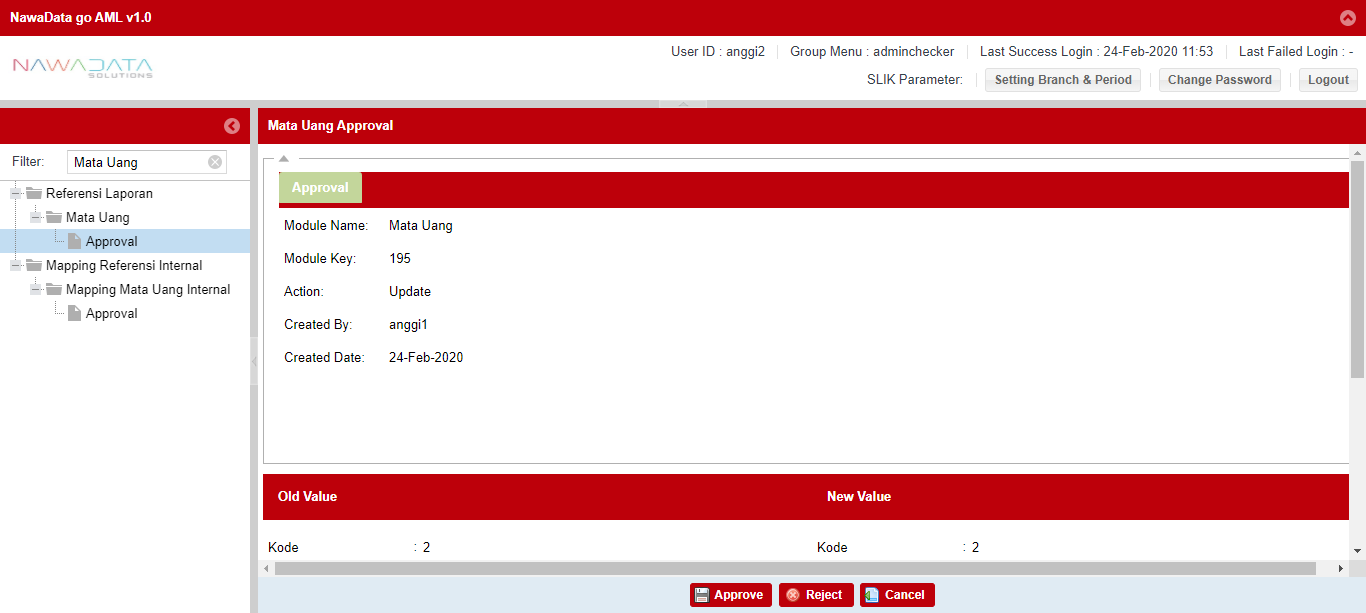 NawaData go AML v1.0
NAWADATA
SOLUTIONS
User ID : anggi2 Group Menu : adminchecker Last Success Login : 24-Feb-2020 11:53 Last Failed Login : -
SLIK Parameter: Setting Branch & Period Change Password Logout
Mata Uang Approval
Filter: Mata Uang
Referensi Laporan
Mata Uang
Approval
Mapping Referensi Internal
Mapping Mata Uang Internal
Approval
Approval
Module Name: Mata Uang
Module Key: 195
Action: Update
Created By: anggi1
Created Date: 24-Feb-2020
Old Value New Value
Kode : 2 Kode : 2
Approve Reject Cancel